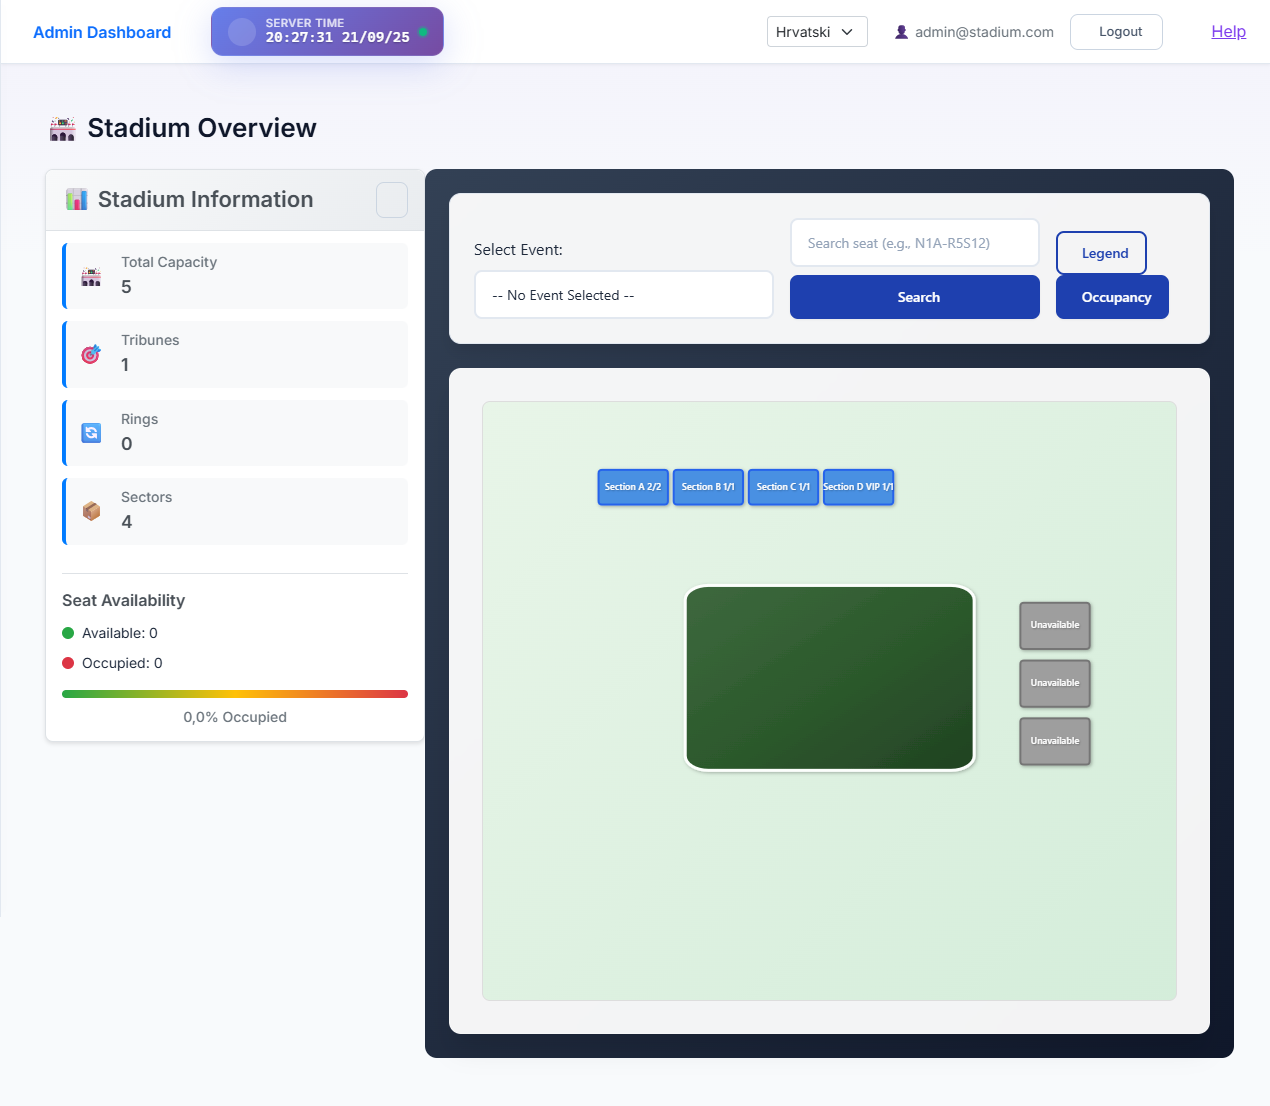 Admin Dashboard
SERVER TIME
20:27:31 21/09/25
Hrvatski
admin@stadium.com
Logout
Help
Stadium Overview
Stadium Information
Total Capacity
5
Tribunes
1
Rings
0
Sectors
4
Seat Availability
Available: 0
Occupied: 0
0,0% Occupied
Select Event:
-- No Event Selected --
Search seat (e.g., N1A-R5S12)
Search
Legend
Occupancy
Section A 2/2
Section B 1/1
Section C 1/1
Section D VIP 1/1
Unavailable
Unavailable
Unavailable